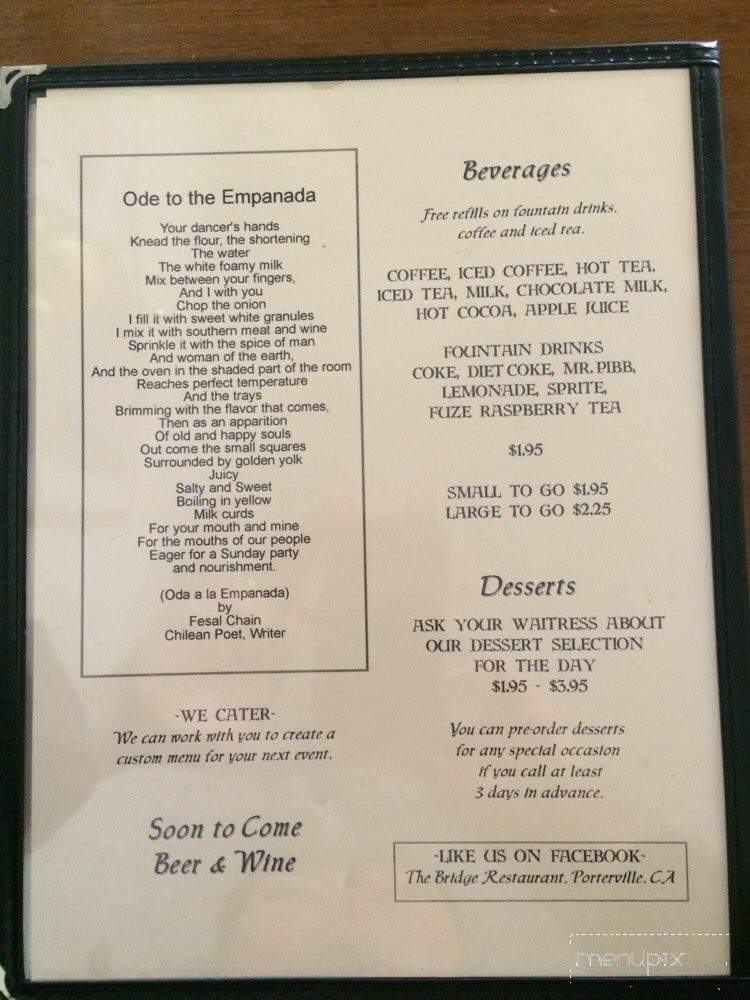 Ode to the Empanada
Your dancer's hands
Knead the flour, the shortening
The water
The white foamy milk
Mix between your fingers,
And I with you
Chop the onion
I fill it with sweet white granules
I mix it with southern meat and wine
Sprinkle it with the spice of man
And woman of the earth,
And the oven in the shaded part of the room
Reaches perfect temperature
And the trays
Brimming with the flavor that comes,
Then as an apparition
Of old and happy souls
Out come the small squares
Surrounded by golden yolk
Juicy
Salty and Sweet
Boiling in yellow
Milk curds
For your mouth and mine
For the mouths of our people
Eager for a Sunday party
and nourishment.
(Oda a la Empanada)
by
Fesal Chain
Chilean Poet, Writer
-WE CATER-
We can work with you to create a
custom menu for your next event.
Soon to Come
Beer & Wine
Beverages
Free refills on fountain drinks,
coffee and iced tea.
COFFEE, ICED COFFEE, HOT TEA.
ICED TEA, MILK, CHOCOLATE MILK,
HOT COCOA, APPLE JUICE
FOUNTAIN DRINKS
COKE, DIET COKE, MR. PIBB,
LEMONADE, SPRITE,
FUZE RASPBERRY TEA
$1.95
SMALL TO GO $1.95
LARGE TO GO $2.25
Desserts
ASK YOUR WAITRESS ABOUT
OUR DESSERT SELECTION
FOR THE DAY
$1.95 - $3.95
You can pre-order desserts
for any special occasion
if you call at least
3 days in advance.
-LIKE US ON FACEBOOK-
The Bridge Restaurant, Porterville, CA
menupix